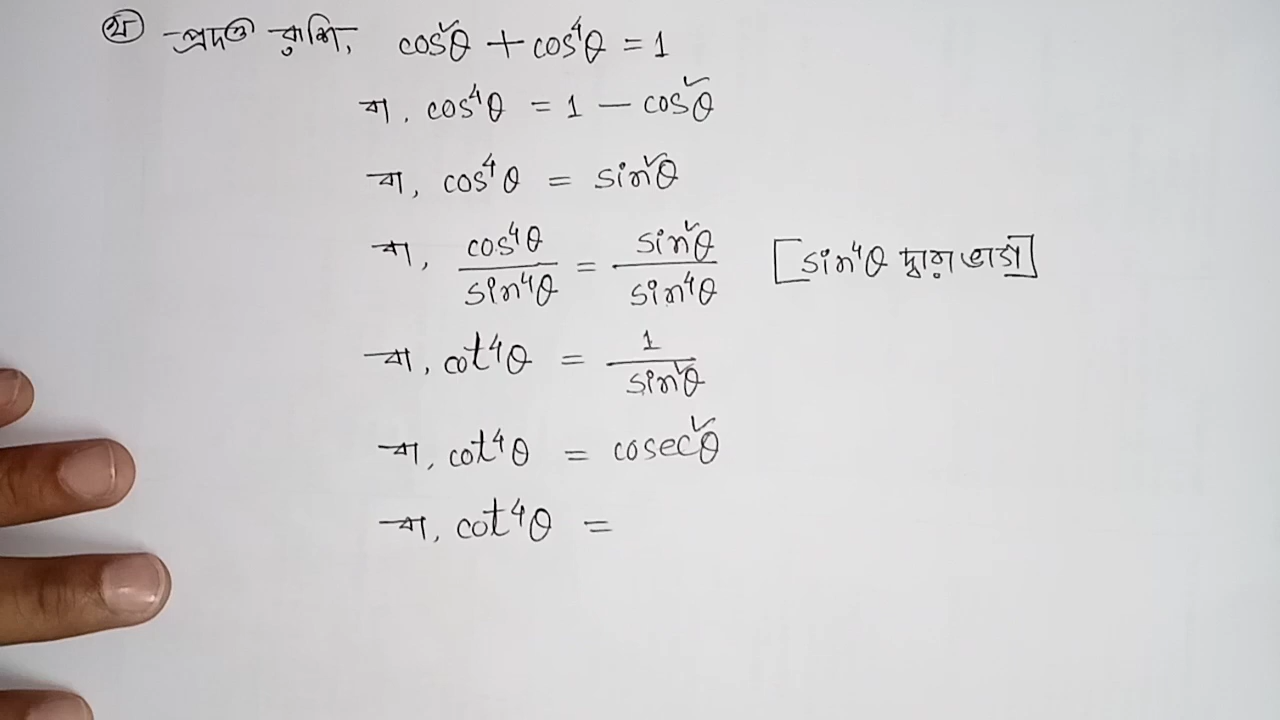 খ প্রদত্ত রাশি, cos²θ + cos⁴θ = 1
বা, cos⁴θ = 1 – cos²θ
বা, cos⁴θ = sin²θ
বা, cos⁴θ/sin⁴θ = sin²θ/sin⁴θ [sin⁴θ দ্বারা ভাগ]
বা, cot⁴θ = 1/sin²θ
বা, cot⁴θ = cosec²θ
বা, cot⁴θ =